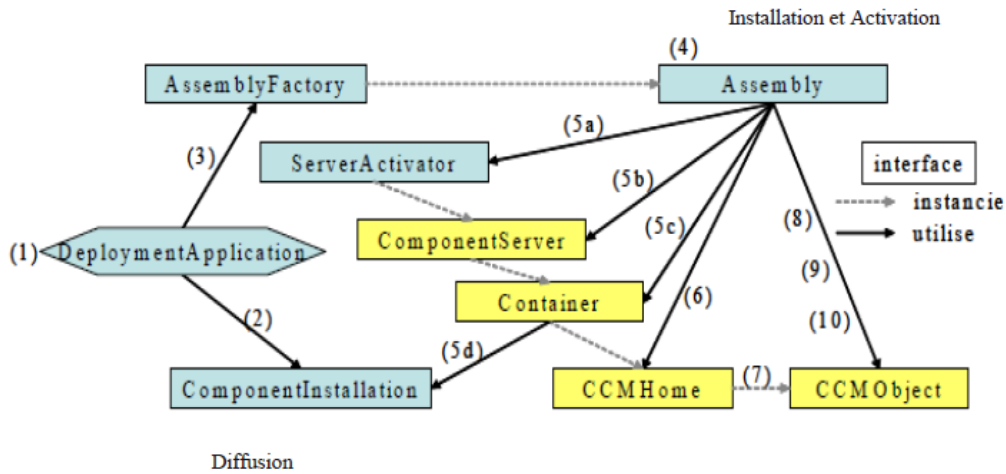 Installation et Activation
(4)
AssemblyFactory
Assembly
(5a)
(3)
ServerActivator
interface
(5b)
instancie
(5c)
(8)
utilise
ComponentServer
(1)
DeploymentApplication
(9)
Container
(6)
(2)
(10)
(5d)
(7)
ComponentInstallation
CCMHome
CCMObject
Diffusion